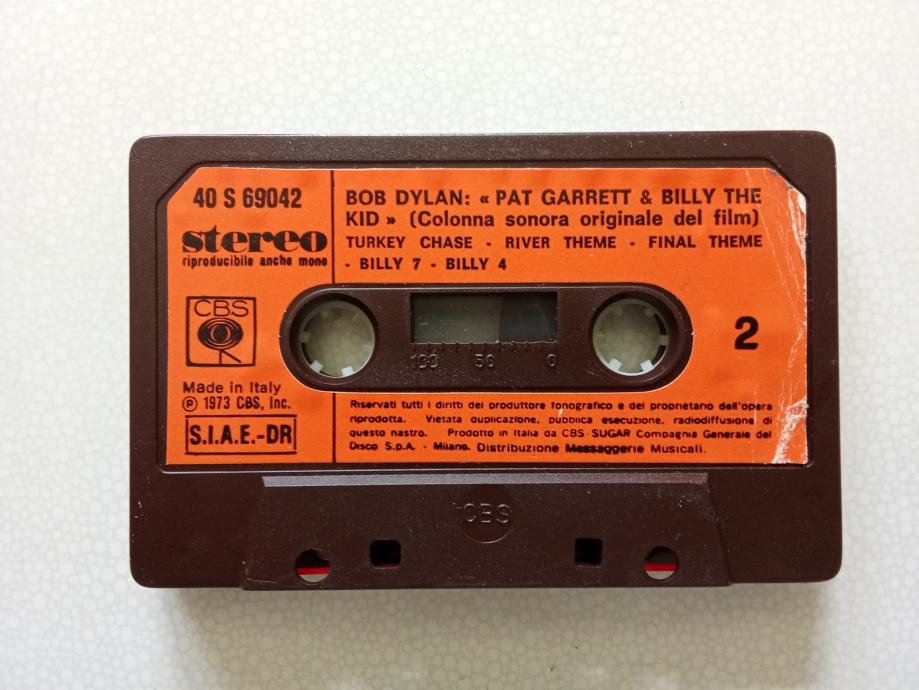 40 S 69042
stereo
riproducibile anche mono
BOB DYLAN: « PAT GARRETT & BILLY THE
KID » (Colonna sonora originale del film)
TURKEY CHASE - RIVER THEME - FINAL THEME
- BILLY 7 - BILLY 4
CBS
100 50 0
2
Made in Italy
℗ 1973 CBS, Inc.
S.I.A.E.-DR
Riservati tutti i diritti del produttore fonografico e del proprietario dell'opera
riprodotta. Vietata duplicazione, pubblica esecuzione, radiodiffusione di
questo nastro. Prodotto in Italia da CBS-SUGAR Compagnia Generale del
Disco S.p.A. - Milano. Distribuzione Messaggerie Musicali.
CBS